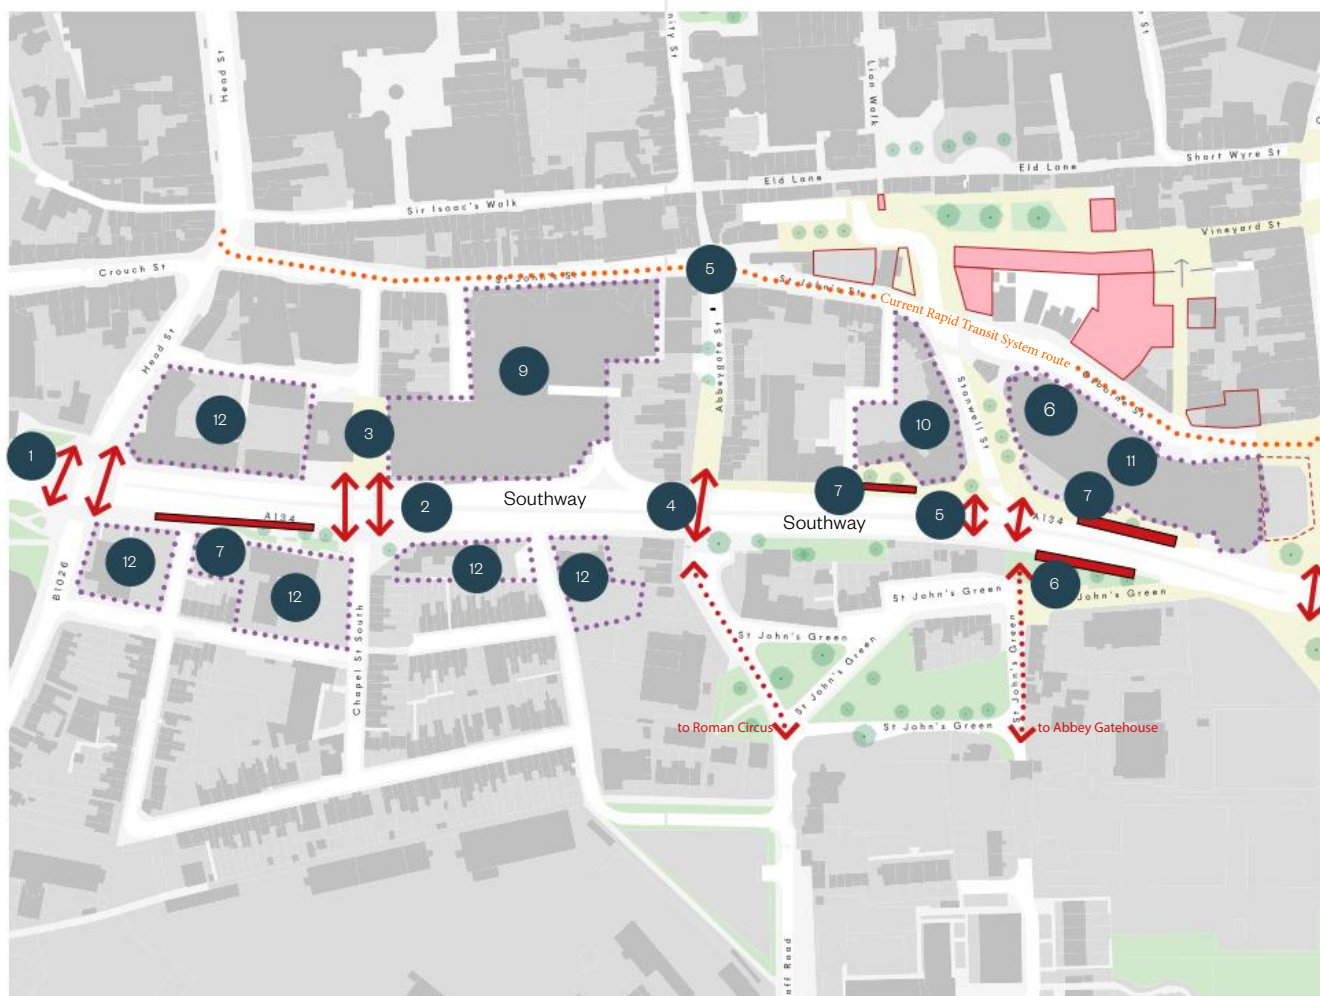 Head St
Lion Walk
Eld Lane
Eld Lane
Short Wyre St
Sir Isaac's Walk
Vineyard St
Crouch St
St John's St
5
St John's St
Current Rapid Transit System route
Head St
Abbeygate St
9
Stanwell St
6
Osborne St
12
3
10
1
11
2
Southway
4
7
5
7
Southway
A134
A134
7
12
12
12
12
6
B1026
St John's Green
St John's Green
Chapel St South
St John's Green
St John's Green
St John's Green
to Roman Circus
St John's Green
to Abbey Gatehouse